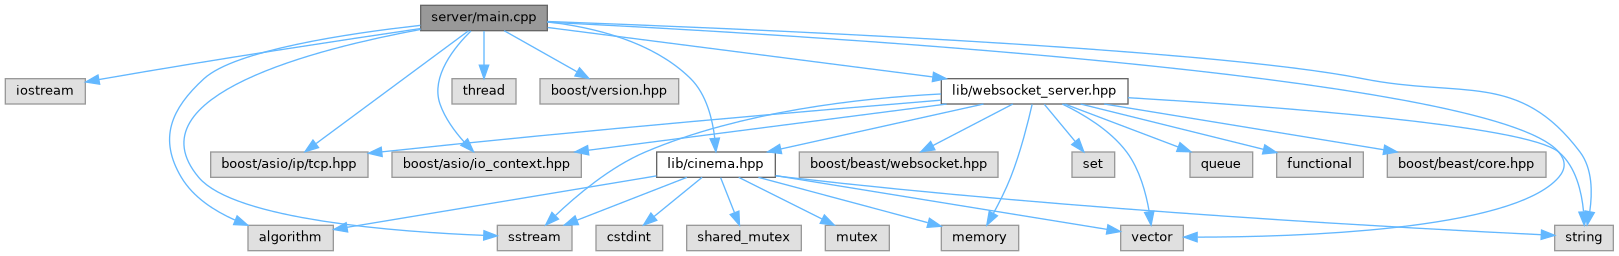 server/main.cpp
iostream
thread
boost/version.hpp
lib/websocket_server.hpp
boost/asio/ip/tcp.hpp
boost/asio/io_context.hpp
lib/cinema.hpp
boost/beast/websocket.hpp
set
queue
functional
boost/beast/core.hpp
algorithm
sstream
cstdint
shared_mutex
mutex
memory
vector
string